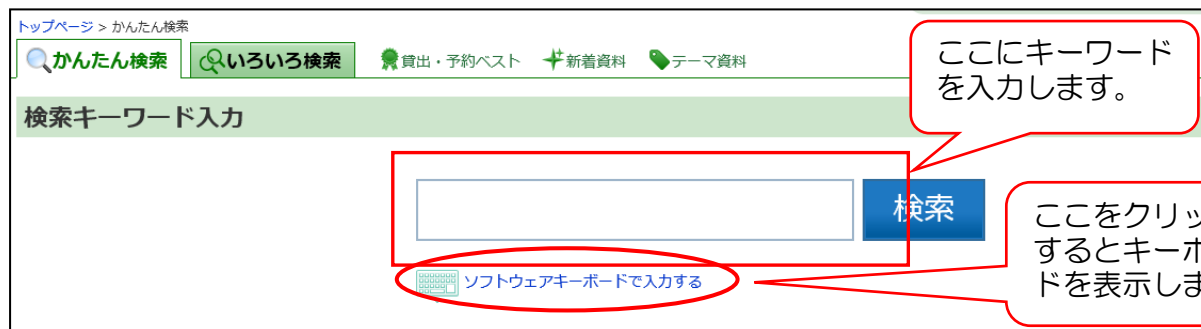 トップページ > かんたん検索
かんたん検索 いろいろ検索 貸出・予約ベスト 新着資料 テーマ資料
ここにキーワード
を入力します。
検索キーワード入力
検索
ここをクリッ
するとキーボ
ドを表示しま
ソフトウェアキーボードで入力する